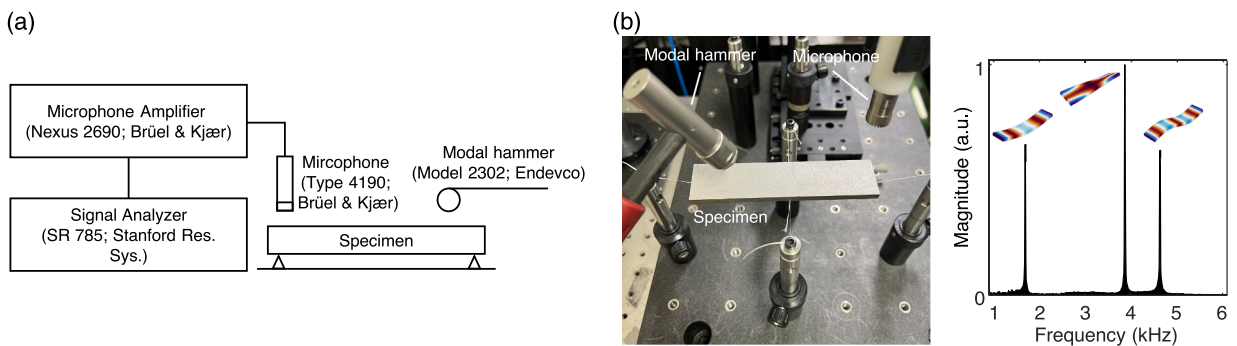 (a)
Microphone Amplifier
(Nexus 2690; Brüel & Kjær)
Signal Analyzer
(SR 785; Stanford Res.
Sys.)
Mircophone
(Type 4190;
Brüel & Kjær)
Modal hammer
(Model 2302; Endevco)
Specimen
(b)
Modal hammer
Microphone
Specimen
Magnitude (a.u.)
1
0
1 2 3 4 5 6
Frequency (kHz)